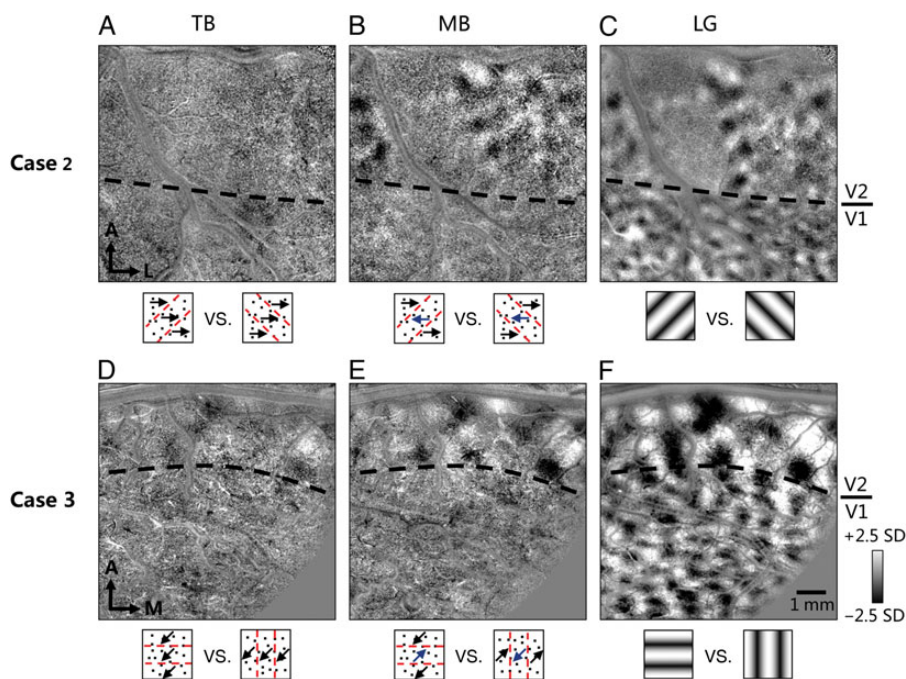 A TB B MB C LG
Case 2
V2
V1
A
L
VS. VS. VS.
D E F
Case 3
V2
V1
+2.5 SD
−2.5 SD
A
M
1 mm
VS. VS. VS.